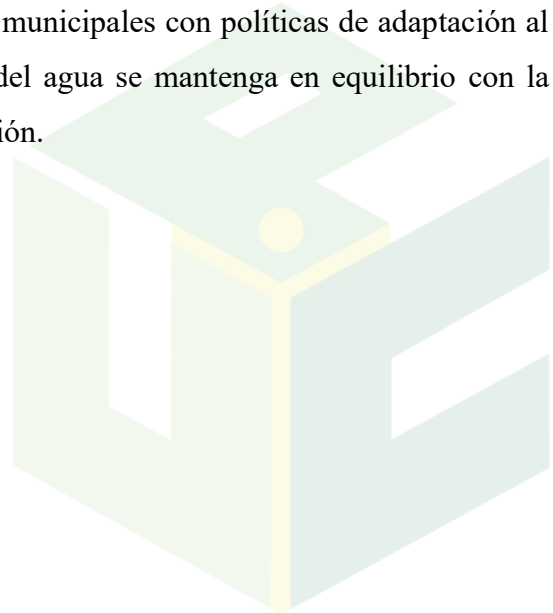 municipales con políticas de adaptación al
del agua se mantenga en equilibrio con la
ión.